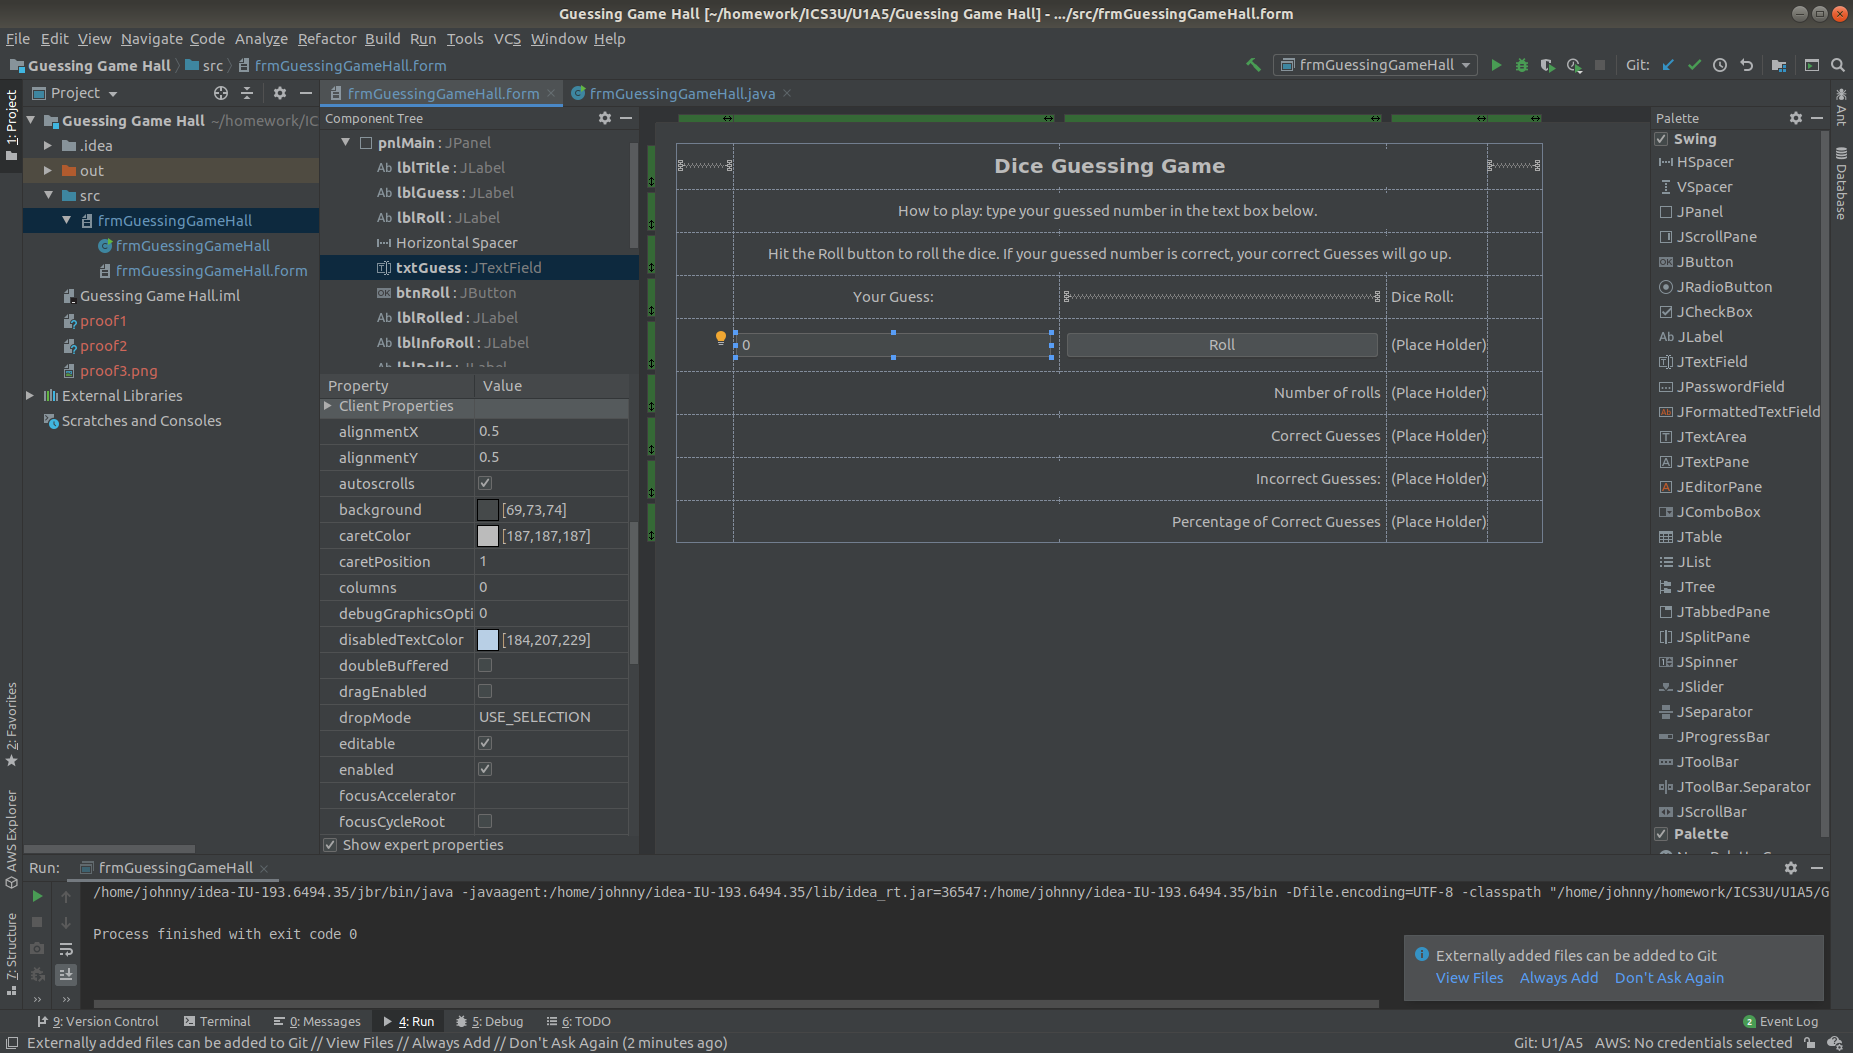 Guessing Game Hall [~/homework/ICS3U/U1A5/Guessing Game Hall] - .../src/frmGuessingGameHall.form
File Edit View Navigate Code Analyze Refactor Build Run Tools VCS Window Help
Guessing Game Hall src frmGuessingGameHall.form
frmGuessingGameHall Git:
1: Project
2: Favorites
AWS Explorer
7: Structure
Project
Guessing Game Hall ~/homework/IC
.idea
out
src
frmGuessingGameHall
frmGuessingGameHall
frmGuessingGameHall.form
Guessing Game Hall.iml
proof1
proof2
proof3.png
External Libraries
Scratches and Consoles
frmGuessingGameHall.form frmGuessingGameHall.java
Component Tree
pnlMain : JPanel
Ab lblTitle : JLabel
Ab lblGuess : JLabel
Ab lblRoll : JLabel
Horizontal Spacer
txtGuess : JTextField
OK btnRoll : JButton
Ab lblRolled : JLabel
Ab lblInfoRoll : JLabel
Property Value
Client Properties
alignmentX 0.5
alignmentY 0.5
autoscrolls
background [69,73,74]
caretColor [187,187,187]
caretPosition 1
columns 0
debugGraphicsOpti 0
disabledTextColor [184,207,229]
doubleBuffered
dragEnabled
dropMode USE_SELECTION
editable
enabled
focusAccelerator
focusCycleRoot
Show expert properties
Dice Guessing Game
How to play: type your guessed number in the text box below.
Hit the Roll button to roll the dice. If your guessed number is correct, your correct Guesses will go up.
Your Guess: Dice Roll:
0 Roll (Place Holder)
Number of rolls (Place Holder)
Correct Guesses (Place Holder)
Incorrect Guesses: (Place Holder)
Percentage of Correct Guesses (Place Holder)
Palette
Swing
HSpacer
VSpacer
JPanel
JScrollPane
OK JButton
JRadioButton
JCheckBox
Ab JLabel
JTextField
JPasswordField
JFormattedTextField
JTextArea
JTextPane
JEditorPane
JComboBox
JTable
JList
JTree
JTabbedPane
JSplitPane
JSpinner
JSlider
JSeparator
JProgressBar
JToolBar
JToolBar.Separator
JScrollBar
Palette
Ant
Database
Run: frmGuessingGameHall
/home/johnny/idea-IU-193.6494.35/jbr/bin/java -javaagent:/home/johnny/idea-IU-193.6494.35/lib/idea_rt.jar=36547:/home/johnny/idea-IU-193.6494.35/bin -Dfile.encoding=UTF-8 -classpath "/home/johnny/homework/ICS3U/U1A5/G
Process finished with exit code 0
Externally added files can be added to Git
View Files Always Add Don't Ask Again
9: Version Control Terminal 0: Messages 4: Run 5: Debug 6: TODO 2 Event Log
Externally added files can be added to Git // View Files // Always Add // Don't Ask Again (2 minutes ago) Git: U1/A5 AWS: No credentials selected